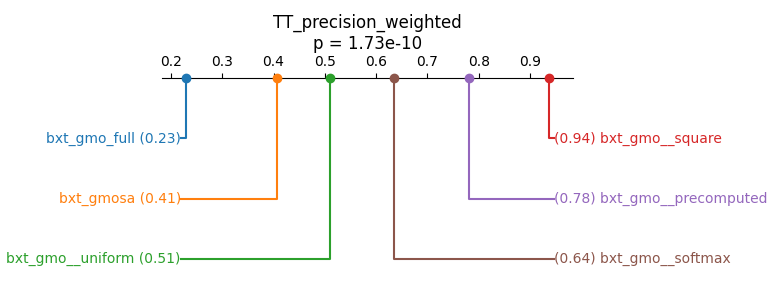 TT_precision_weighted
p = 1.73e-10
0.2 0.3 0.4 0.5 0.6 0.7 0.8 0.9
bxt_gmo_full (0.23) (0.94) bxt_gmo__square
bxt_gmosa (0.41) (0.78) bxt_gmo__precomputed
bxt_gmo__uniform (0.51) (0.64) bxt_gmo__softmax